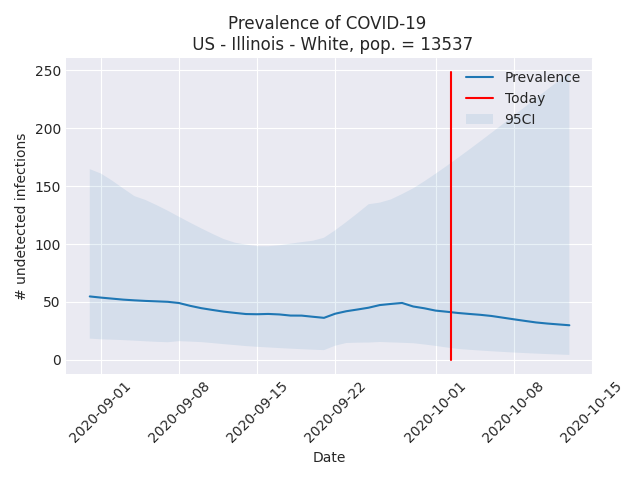 Prevalence of COVID-19
US - Illinois - White, pop. = 13537
250
200
150
100
50
0
# undetected infections
Prevalence
Today
95CI
2020-09-01
2020-09-08
2020-09-15
2020-09-22
2020-10-01
2020-10-08
2020-10-15
Date